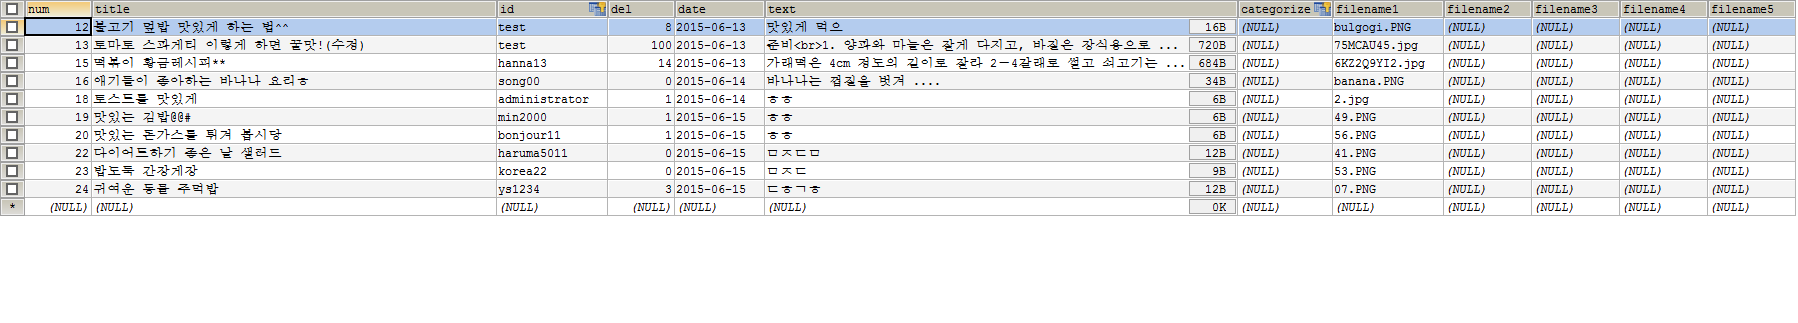 num title id del date text categorize filename1 filename2 filename3 filename4 filename5
12 불고기 덮밥 맛있게 하는 법^^ test 8 2015-06-13 맛있게 먹으 16B (NULL) bulgogi.PNG (NULL) (NULL) (NULL) (NULL)
13 토마토 스파게티 이렇게 하면 꿀맛!(수정) test 100 2015-06-13 준비<br>1. 양파와 마늘은 잘게 다지고, 바질은 장식용으로 ... 720B (NULL) 75MCAU45.jpg (NULL) (NULL) (NULL) (NULL)
15 떡볶이 황금레시피** hanna13 14 2015-06-13 가래떡은 4cm 정도의 길이로 잘라 2－4갈래로 썰고 쇠고기는 ... 684B (NULL) 6KZ2Q9YI2.jpg (NULL) (NULL) (NULL) (NULL)
16 애기들이 좋아하는 바나나 요리ㅎ song00 0 2015-06-14 바나나는 껍질을 벗겨 .... 34B (NULL) banana.PNG (NULL) (NULL) (NULL) (NULL)
18 토스트를 맛있게 administrator 1 2015-06-14 ㅎㅎ 6B (NULL) 2.jpg (NULL) (NULL) (NULL) (NULL)
19 맛있는 김밥@@# min2000 1 2015-06-15 ㅎㅎ 6B (NULL) 49.PNG (NULL) (NULL) (NULL) (NULL)
20 맛있는 돈가스를 튀겨 봅시당 bonjour11 1 2015-06-15 ㅎㅎ 6B (NULL) 56.PNG (NULL) (NULL) (NULL) (NULL)
22 다이어트하기 좋은 날 샐러드 haruma5011 0 2015-06-15 ㅁㅈㄷㅁ 12B (NULL) 41.PNG (NULL) (NULL) (NULL) (NULL)
23 밥도둑 간장게장 korea22 0 2015-06-15 ㅁㅈㄷ 9B (NULL) 53.PNG (NULL) (NULL) (NULL) (NULL)
24 귀여운 동물 주먹밥 ys1234 3 2015-06-15 ㄷㅎㄱㅎ 12B (NULL) 07.PNG (NULL) (NULL) (NULL) (NULL)
* (NULL) (NULL) (NULL) (NULL) (NULL) (NULL) 0K (NULL) (NULL) (NULL) (NULL) (NULL) (NULL)